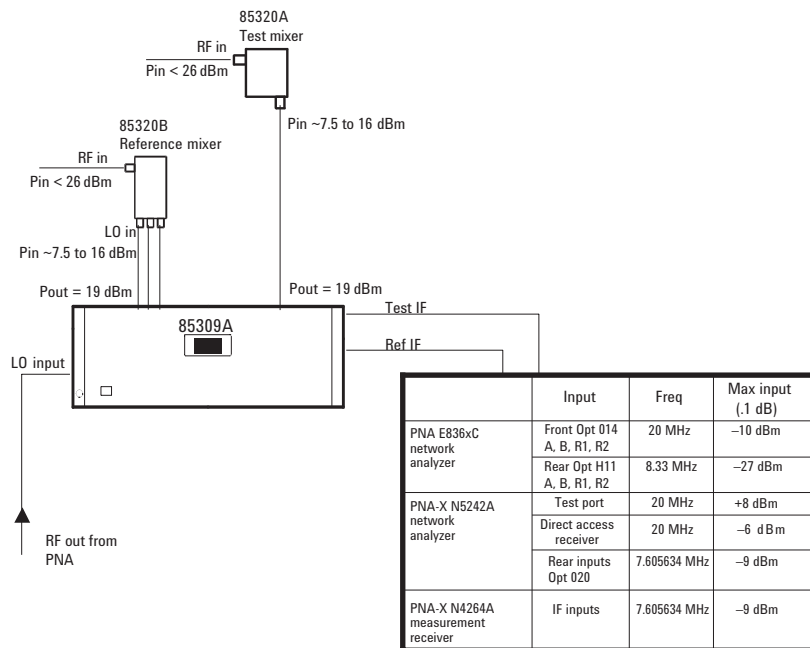 85320A
Test mixer
RF in
Pin < 26 dBm
Pin ~7.5 to 16 dBm
85320B
Reference mixer
RF in
Pin < 26 dBm
LO in
Pin ~7.5 to 16 dBm
Pout = 19 dBm
Pout = 19 dBm
85309A
Test IF
Ref IF
LO input
RF out from
PNA
Input Freq Max input
(.1 dB)
PNA E836xC
network
analyzer
Front Opt 014
A, B, R1, R2
20 MHz –10 dBm
Rear Opt H11
A, B, R1, R2
8.33 MHz –27 dBm
PNA-X N5242A
network
analyzer
Test port 20 MHz +8 dBm
Direct access
receiver
20 MHz –6 dBm
Rear inputs
Opt 020
7.605634 MHz –9 dBm
PNA-X N4264A
measurement
receiver
IF inputs 7.605634 MHz –9 dBm